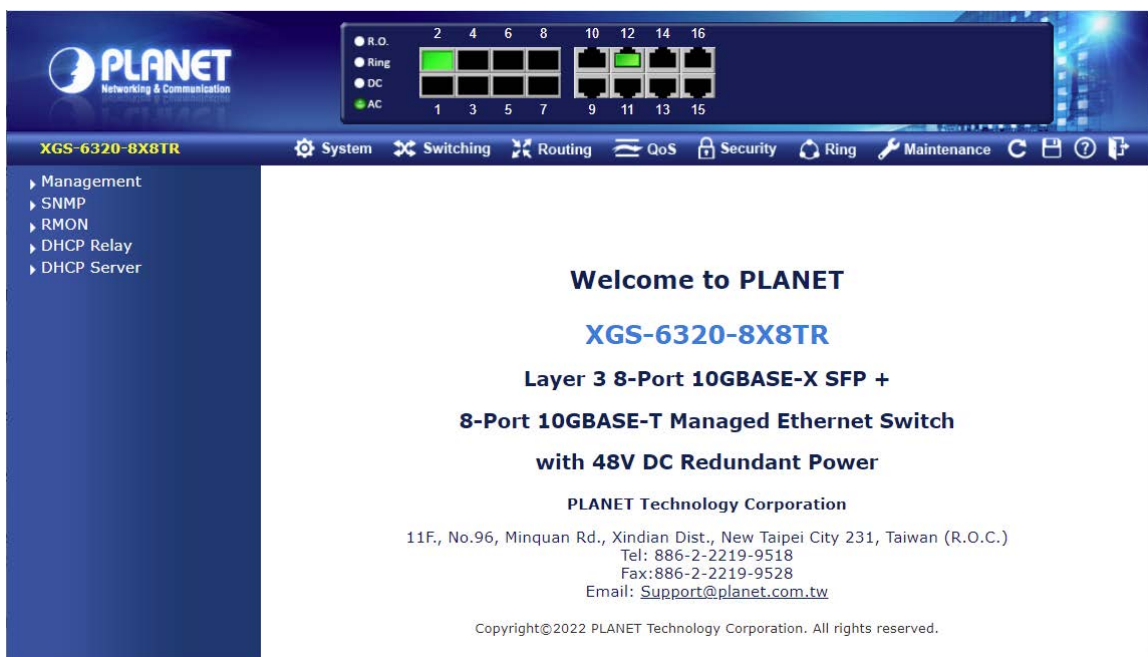 PLANET
Networking & Communication
R.O.
Ring
DC
AC
2 4 6 8 10 12 14 16
1 3 5 7 9 11 13 15
XGS-6320-8X8TR
System Switching Routing QoS Security Ring Maintenance
Management
SNMP
RMON
DHCP Relay
DHCP Server
Welcome to PLANET
XGS-6320-8X8TR
Layer 3 8-Port 10GBASE-X SFP +
8-Port 10GBASE-T Managed Ethernet Switch
with 48V DC Redundant Power
PLANET Technology Corporation
11F., No.96, Minquan Rd., Xindian Dist., New Taipei City 231, Taiwan (R.O.C.)
Tel: 886-2-2219-9518
Fax:886-2-2219-9528
Email: Support@planet.com.tw
Copyright©2022 PLANET Technology Corporation. All rights reserved.